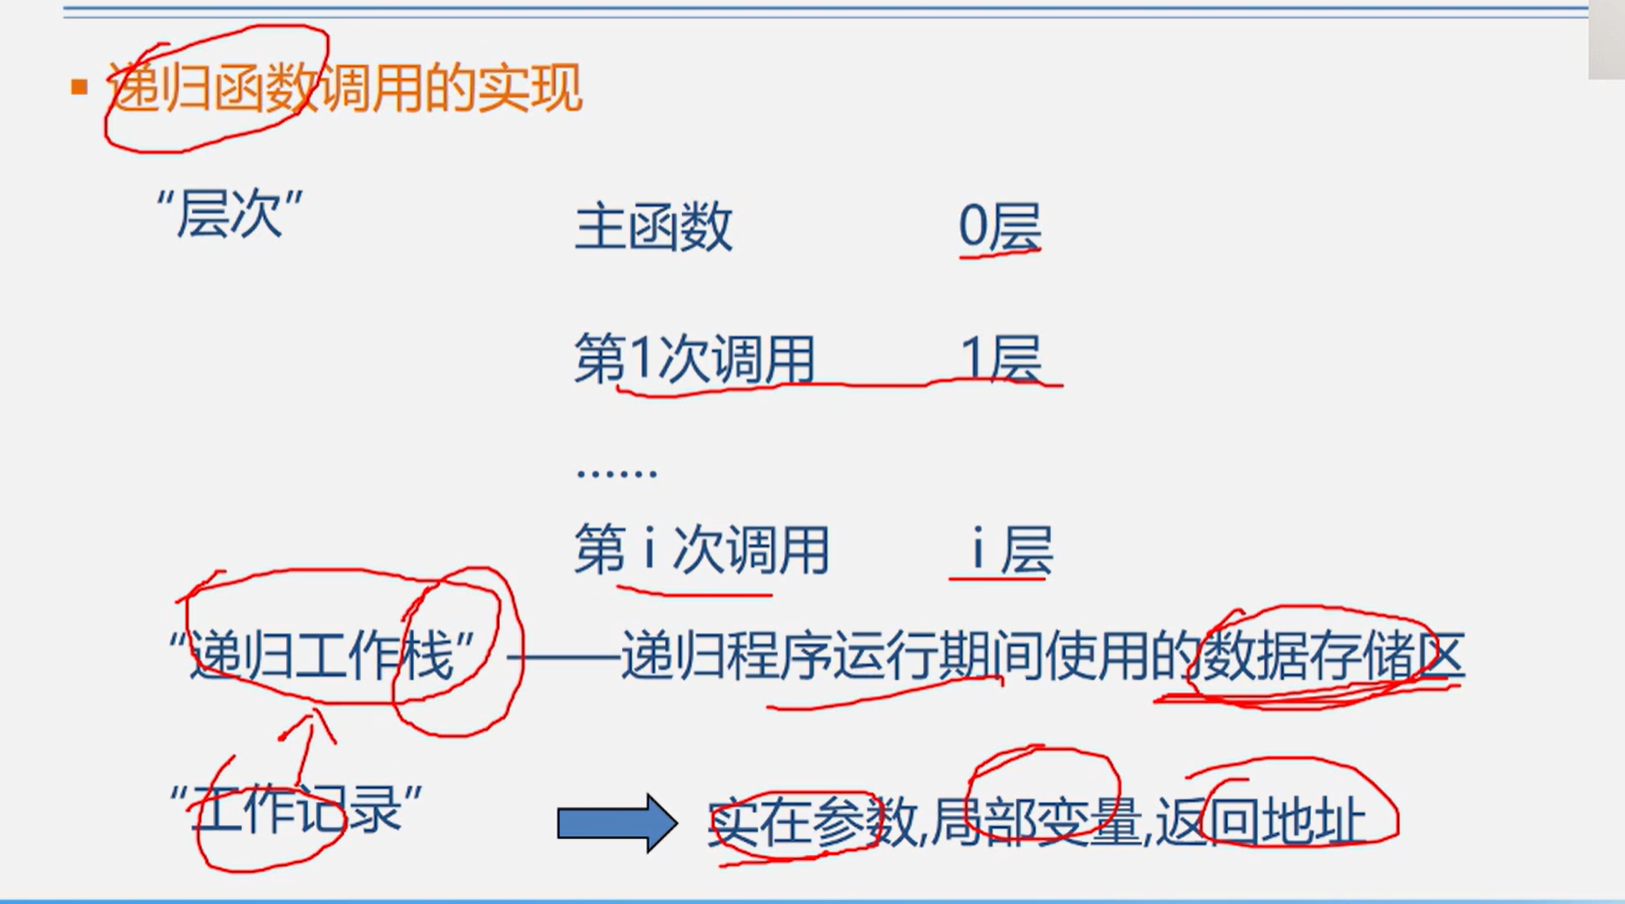 ▪ 递归函数调用的实现
“层次” 主函数 0层
第1次调用 1层
……
第 i 次调用 i 层
“递归工作栈” ——递归程序运行期间使用的数据存储区
“工作记录” 实在参数,局部变量,返回地址